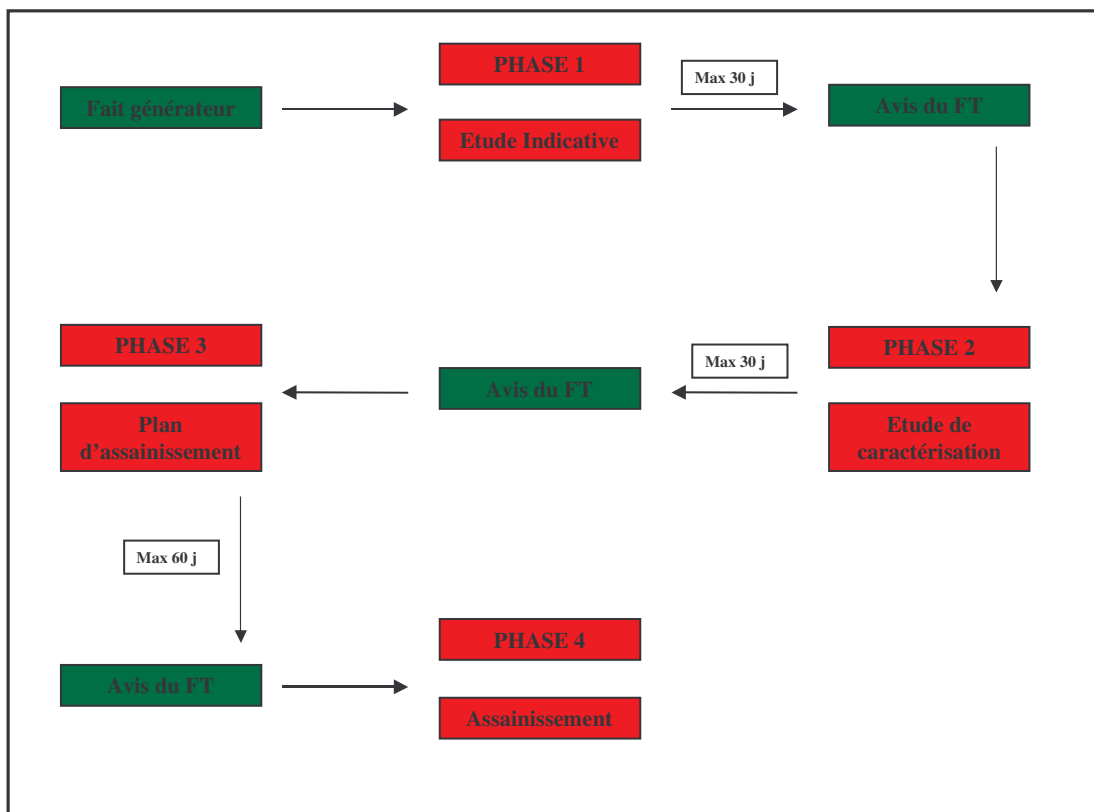 PHASE 1
Max 30 j
Fait générateur
Avis du FT
Etude Indicative
PHASE 3
PHASE 2
Max 30 j
Avis du FT
Plan
d’assainissement
Etude de
caractérisation
Max 60 j
PHASE 4
Avis du FT
Assainissement